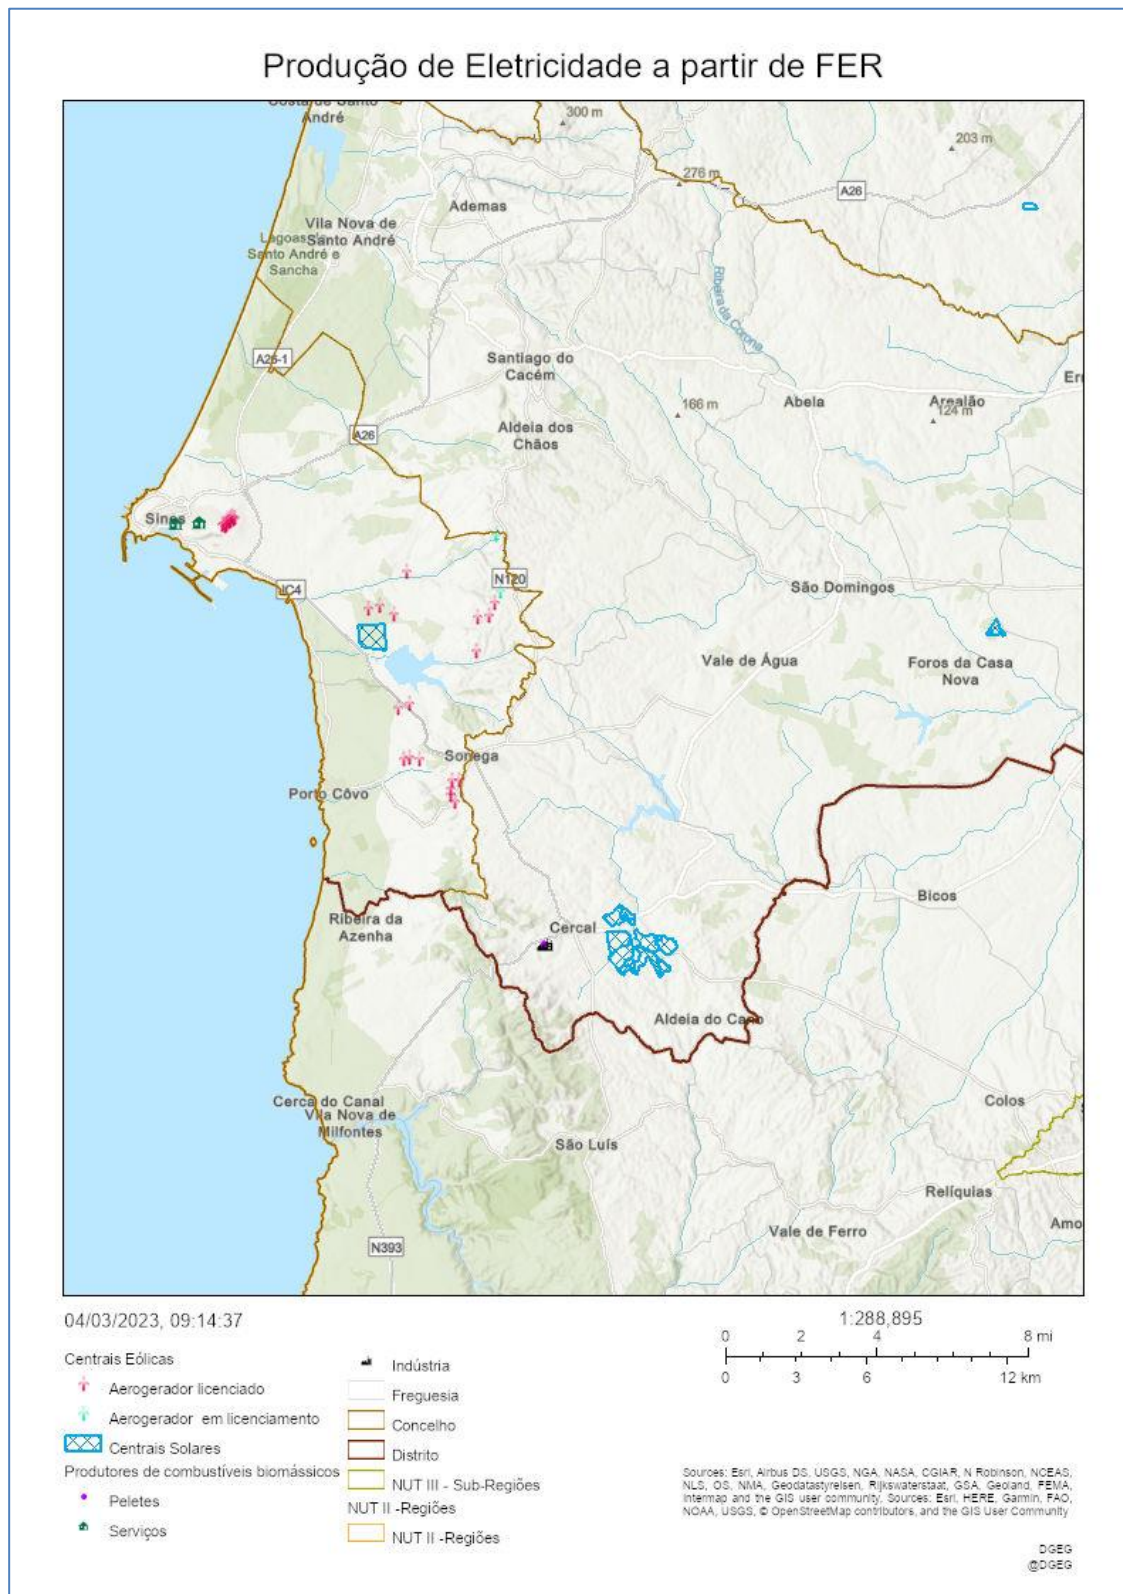 Produção de Eletricidade a partir de FER
Costa de Santo
André
300 m
203 m
276 m
A26
Ademas
Vila Nova de
Santo André
Lagoas de
Santo André e
Sancha
Ribeira da Corona
A26-1
Santiago do
Cacém
166 m
Abela
Arealão
124 m
Er
Aldeia dos
Chãos
A26
Sines
N120
IC4
São Domingos
Vale de Água
Foros da Casa
Nova
Sonega
Porto Côvo
Bicos
Ribeira da
Azenha
Cercal
Aldeia do Cano
Cerca do Canal
Vila Nova de
Milfontes
Colos
São Luís
Relíquias
Vale de Ferro
Amo
N393
04/03/2023, 09:14:37
1:288,895
0 2 4 8 mi
0 3 6 12 km
Centrais Eólicas
Aerogerador licenciado
Aerogerador em licenciamento
Centrais Solares
Produtores de combustíveis biomássicos
Peletes
Serviços
Indústria
Freguesia
Concelho
Distrito
NUT III - Sub-Regiões
NUT II -Regiões
NUT II -Regiões
Sources: Esri, Airbus DS, USGS, NGA, NASA, CGIAR, N Robinson, NCEAS,
NLS, OS, NMA, Geodatastyrelsen, Rijkswaterstaat, GSA, Geoland, FEMA,
Intermap and the GIS user community, Sources: Esri, HERE, Garmin, FAO,
NOAA, USGS, © OpenStreetMap contributors, and the GIS User Community
DGEG
@DGEG